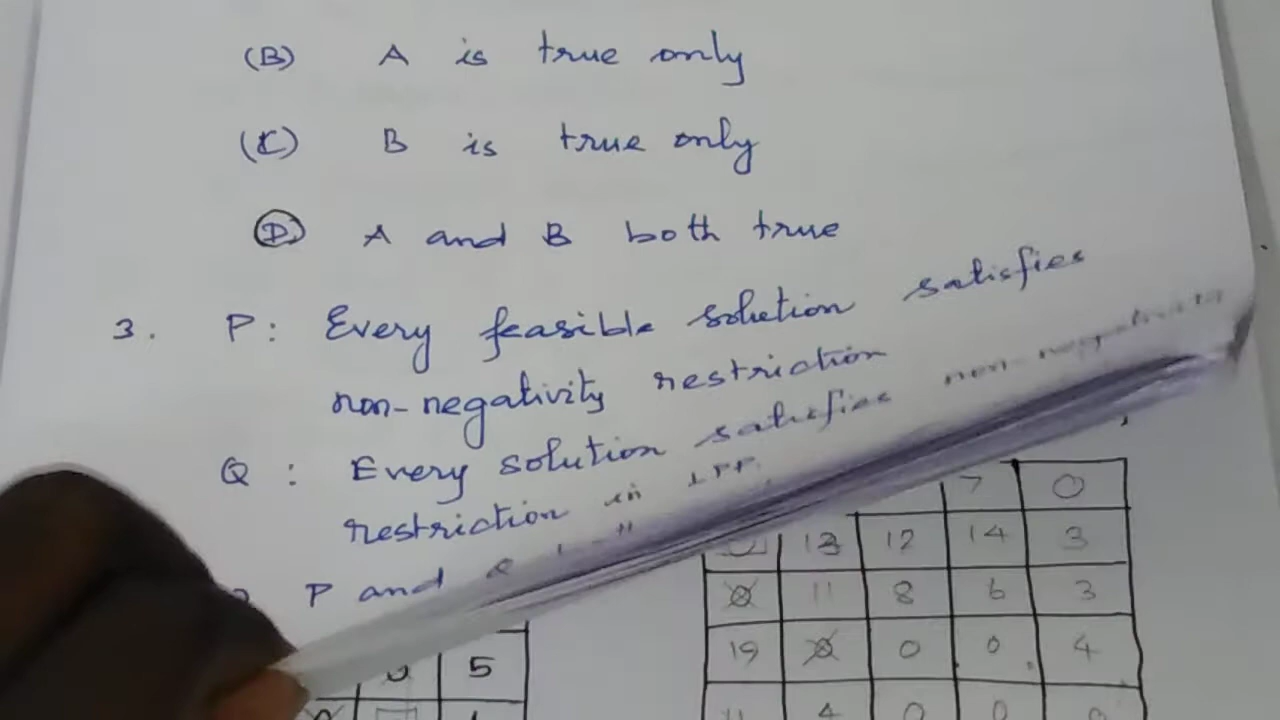 (B) A is true only
(C) B is true only
(D) A and B both true
3. P: Every feasible solution satisfies
non-negativity restriction
Q: Every solution satisfies
restriction in LPP.
P and
7 0
13 12 14 3
0 11 8 6 3
19 0 0 0 4
4 0 0
5